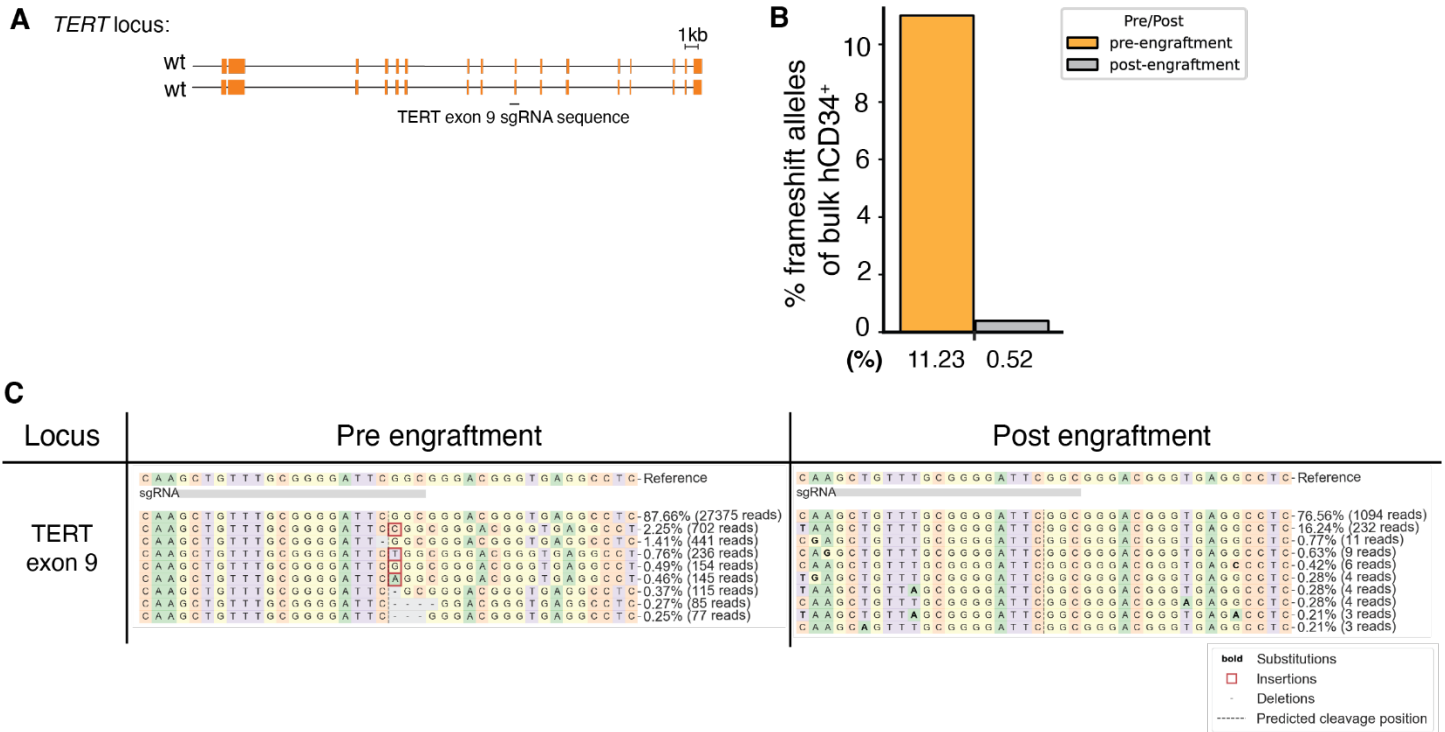 A
TERT locus:
1kb
wt
wt
TERT exon 9 sgRNA sequence
B
% frameshift alleles
of bulk hCD34+
10
8
6
4
2
0
(%) 11.23 0.52
Pre/Post
pre-engraftment
post-engraftment
C
Locus
Pre engraftment
Post engraftment
TERT
exon 9
CAAGCTGTTTGCGGGGATTCGGCGGGACGGGTGAGGCCTC-Reference
sgRNA
CAAGCTGTTTGCGGGGATTCGGCGGGACGGGTGAGGCCTC-87.66% (27375 reads)
CAAGCTGTTTGCGGGGATTCCGGCGGGACGGGTGAGGCCT-2.25% (702 reads)
CAAGCTGTTTGCGGGGATT-GGCGGGACGGGTGAGGCCTC-1.41% (441 reads)
CAAGCTGTTTGCGGGGATTCTGGCGGGACGGGTGAGGCCT-0.76% (236 reads)
CAAGCTGTTTGCGGGGATTCGGGCGGGACGGGTGAGGCCT-0.49% (154 reads)
CAAGCTGTTTGCGGGGATTCAGGCGGGACGGGTGAGGCCT-0.46% (145 reads)
CAAGCTGTTTGCGGGGATTC-GCGGGACGGGTGAGGCCTC-0.37% (115 reads)
CAAGCTGTTTGCGGGGATTC----GGACGGGTGAGGCCTC-0.27% (85 reads)
CAAGCTGTTTGCGGGGATTC---GGGACGGGTGAGGCCTC-0.25% (77 reads)
CAAGCTGTTTGCGGGGATTCGGCGGGACGGGTGAGGCCTC-Reference
sgRNA
CAAGCTGTTTGCGGGGATTCGGCGGGACGGGTGAGGCCTC-76.56% (1094 reads)
TAAGCTGTTTGCGGGGATTCGGCGGGACGGGTGAGGCCTC-16.24% (232 reads)
CGAGCTGTTTGCGGGGATTCGGCGGGACGGGTGAGGCCTC-0.77% (11 reads)
CAGGCTGTTTGCGGGGATTCGGCGGGACGGGTGAGGCCTC-0.63% (9 reads)
CAAGCTGTTTGCGGGGATTCGGCGGGACGGGTGAGCCCTC-0.42% (6 reads)
TGAGCTGTTTGCGGGGATTCGGCGGGACGGGTGAGGCCTC-0.28% (4 reads)
TAAGCTGTTAGCGGGGATTCGGCGGGACGGGTGAGGCCTC-0.28% (4 reads)
CAAGCTGTTTGCGGGGATTCGGCGGGACGGGAGAGGCCTC-0.28% (4 reads)
TAAGCTGTTAGCGGGGATTCGGCGGGACGGGTGAGACCTC-0.21% (3 reads)
CAAGCAGTTTGCGGGGATTCGGCGGGACGGGTGAGGCCTC-0.21% (3 reads)
bold Substitutions
Insertions
- Deletions
Predicted cleavage position